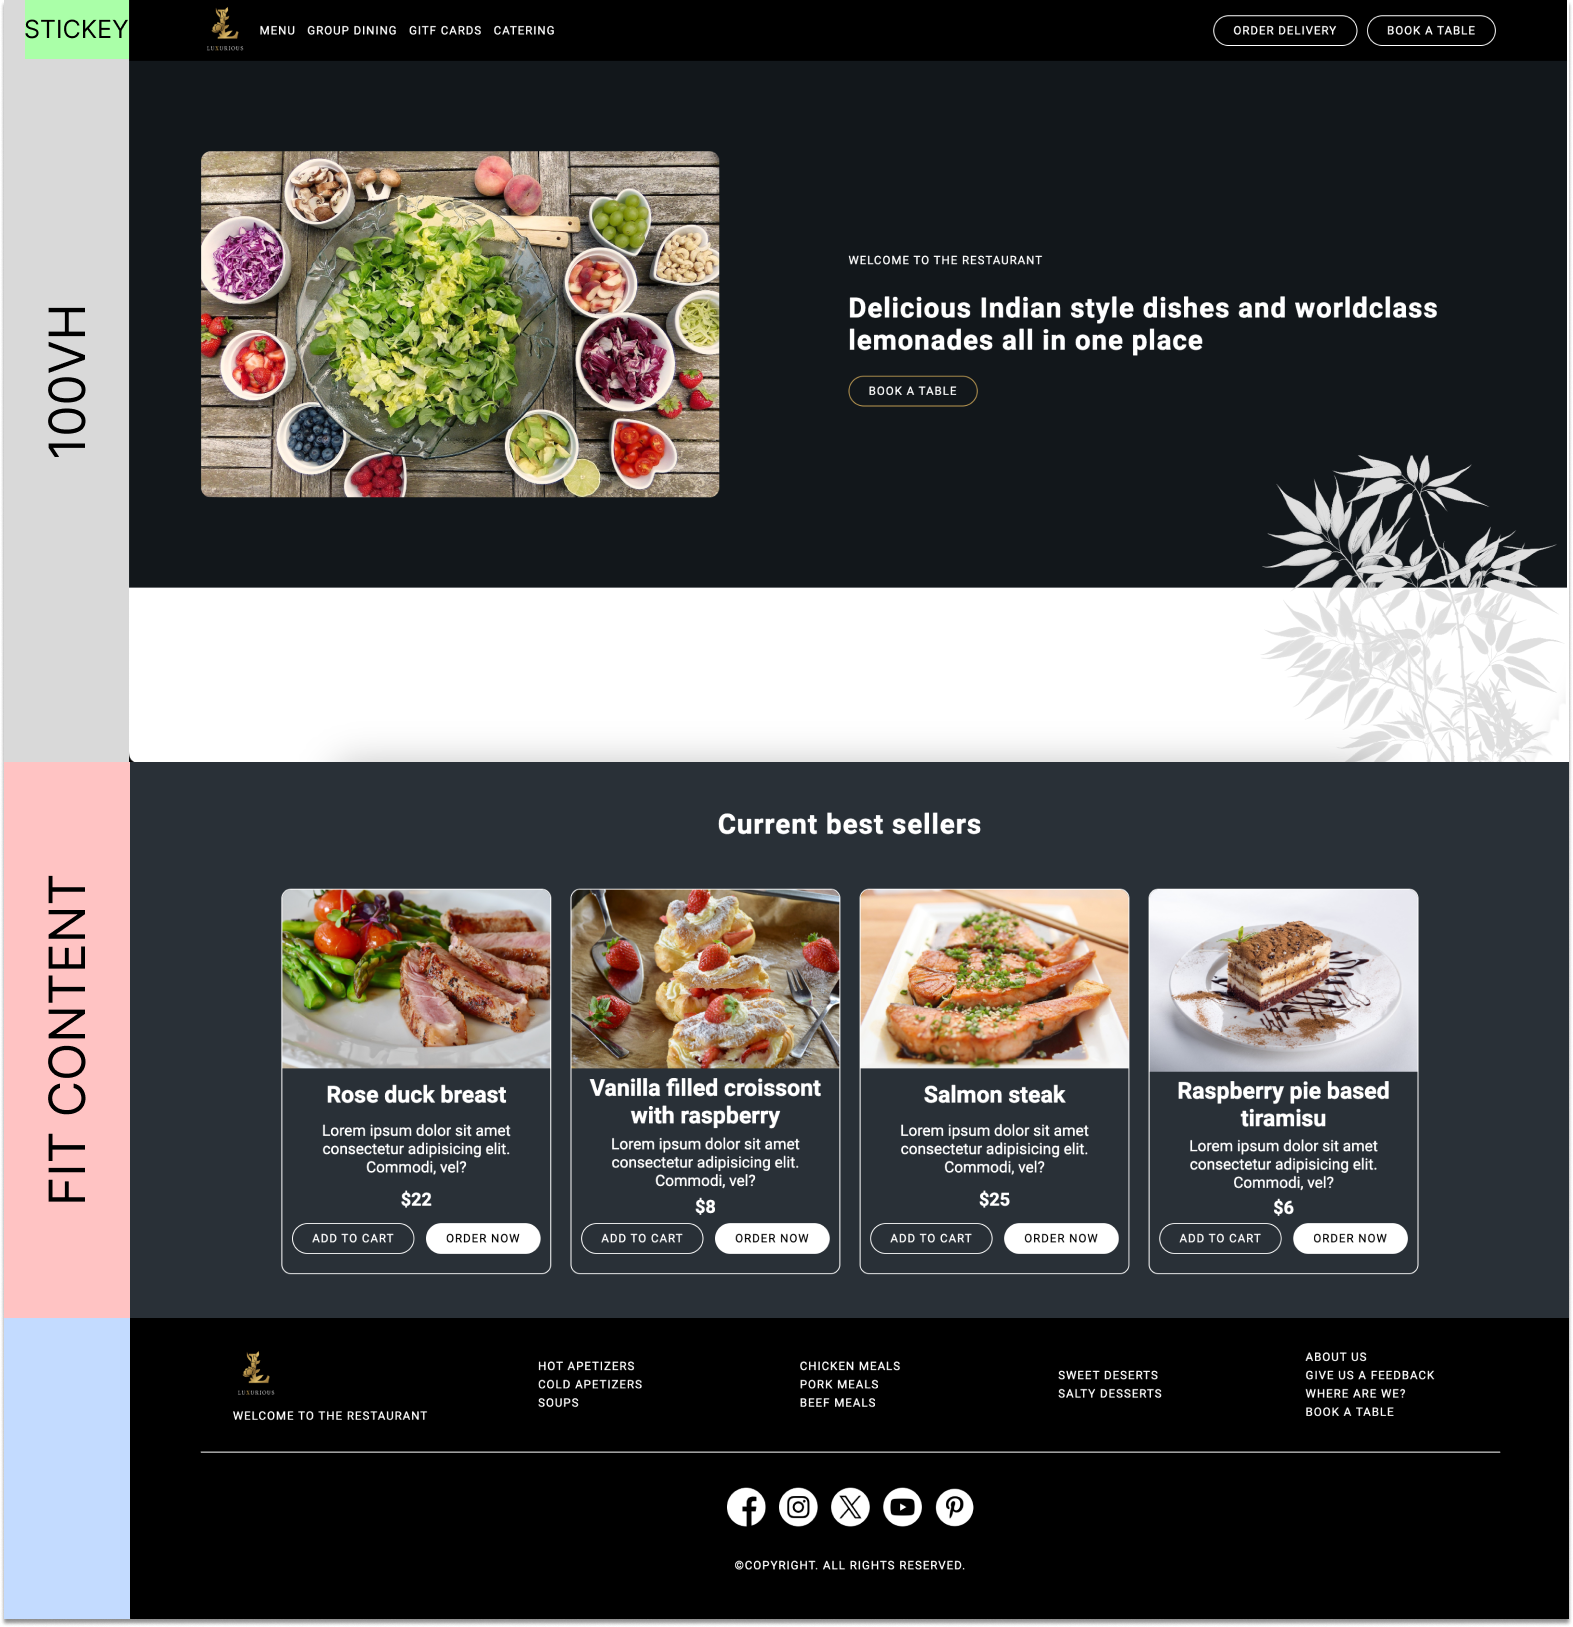 STICKEY
LUXURIOUS
MENU GROUP DINING GITF CARDS CATERING
ORDER DELIVERY
BOOK A TABLE
100VH
WELCOME TO THE RESTAURANT
Delicious Indian style dishes and worldclass
lemonades all in one place
BOOK A TABLE
FIT CONTENT
Current best sellers
Rose duck breast
Lorem ipsum dolor sit amet
consectetur adipisicing elit.
Commodi, vel?
$22
ADD TO CART
ORDER NOW
Vanilla filled croissont
with raspberry
Lorem ipsum dolor sit amet
consectetur adipisicing elit.
Commodi, vel?
$8
ADD TO CART
ORDER NOW
Salmon steak
Lorem ipsum dolor sit amet
consectetur adipisicing elit.
Commodi, vel?
$25
ADD TO CART
ORDER NOW
Raspberry pie based
tiramisu
Lorem ipsum dolor sit amet
consectetur adipisicing elit.
Commodi, vel?
$6
ADD TO CART
ORDER NOW
LUXURIOUS
WELCOME TO THE RESTAURANT
HOT APETIZERS
COLD APETIZERS
SOUPS
CHICKEN MEALS
PORK MEALS
BEEF MEALS
SWEET DESERTS
SALTY DESSERTS
ABOUT US
GIVE US A FEEDBACK
WHERE ARE WE?
BOOK A TABLE
©COPYRIGHT. ALL RIGHTS RESERVED.